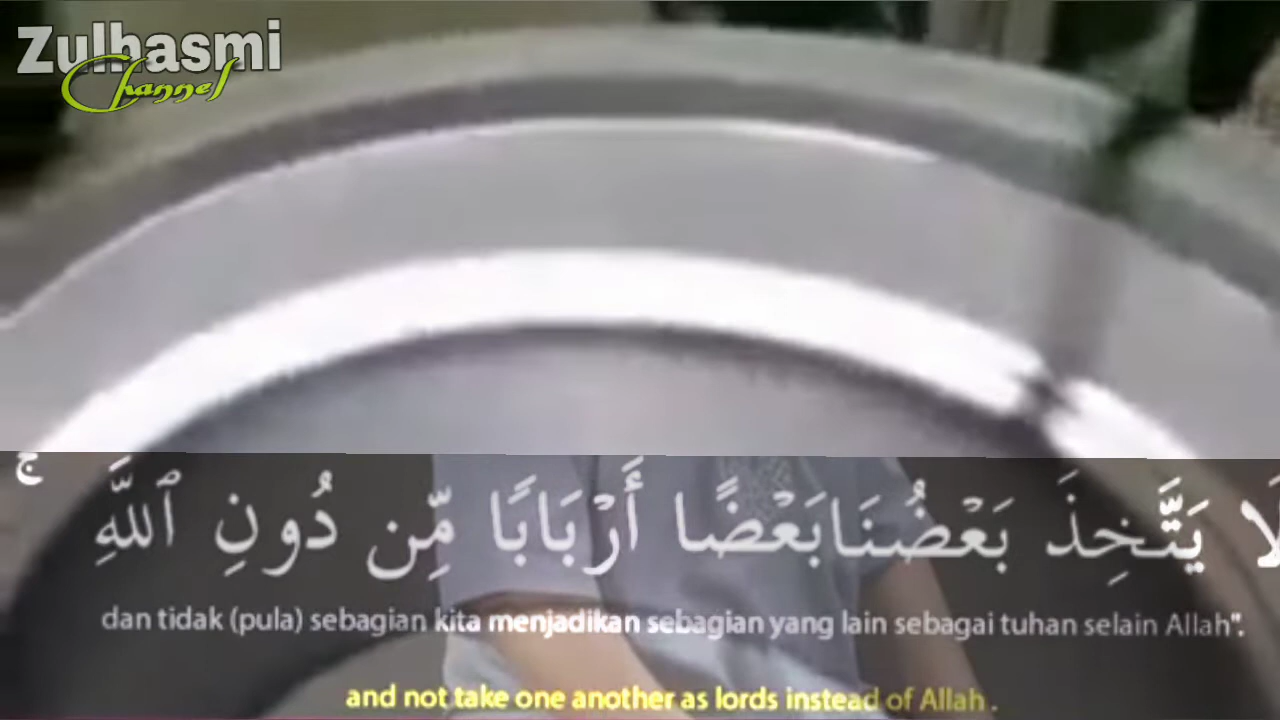 Zulhasmi
Channel
لَا يَتَّخِذَ بَعْضُنَابَعْضًا أَرْبَابًا مِّن دُونِ ٱللَّهِ ۚ
dan tidak (pula) sebagian kita menjadikan sebagian yang lain sebagai tuhan selain Allah".
and not take one another as lords instead of Allah .